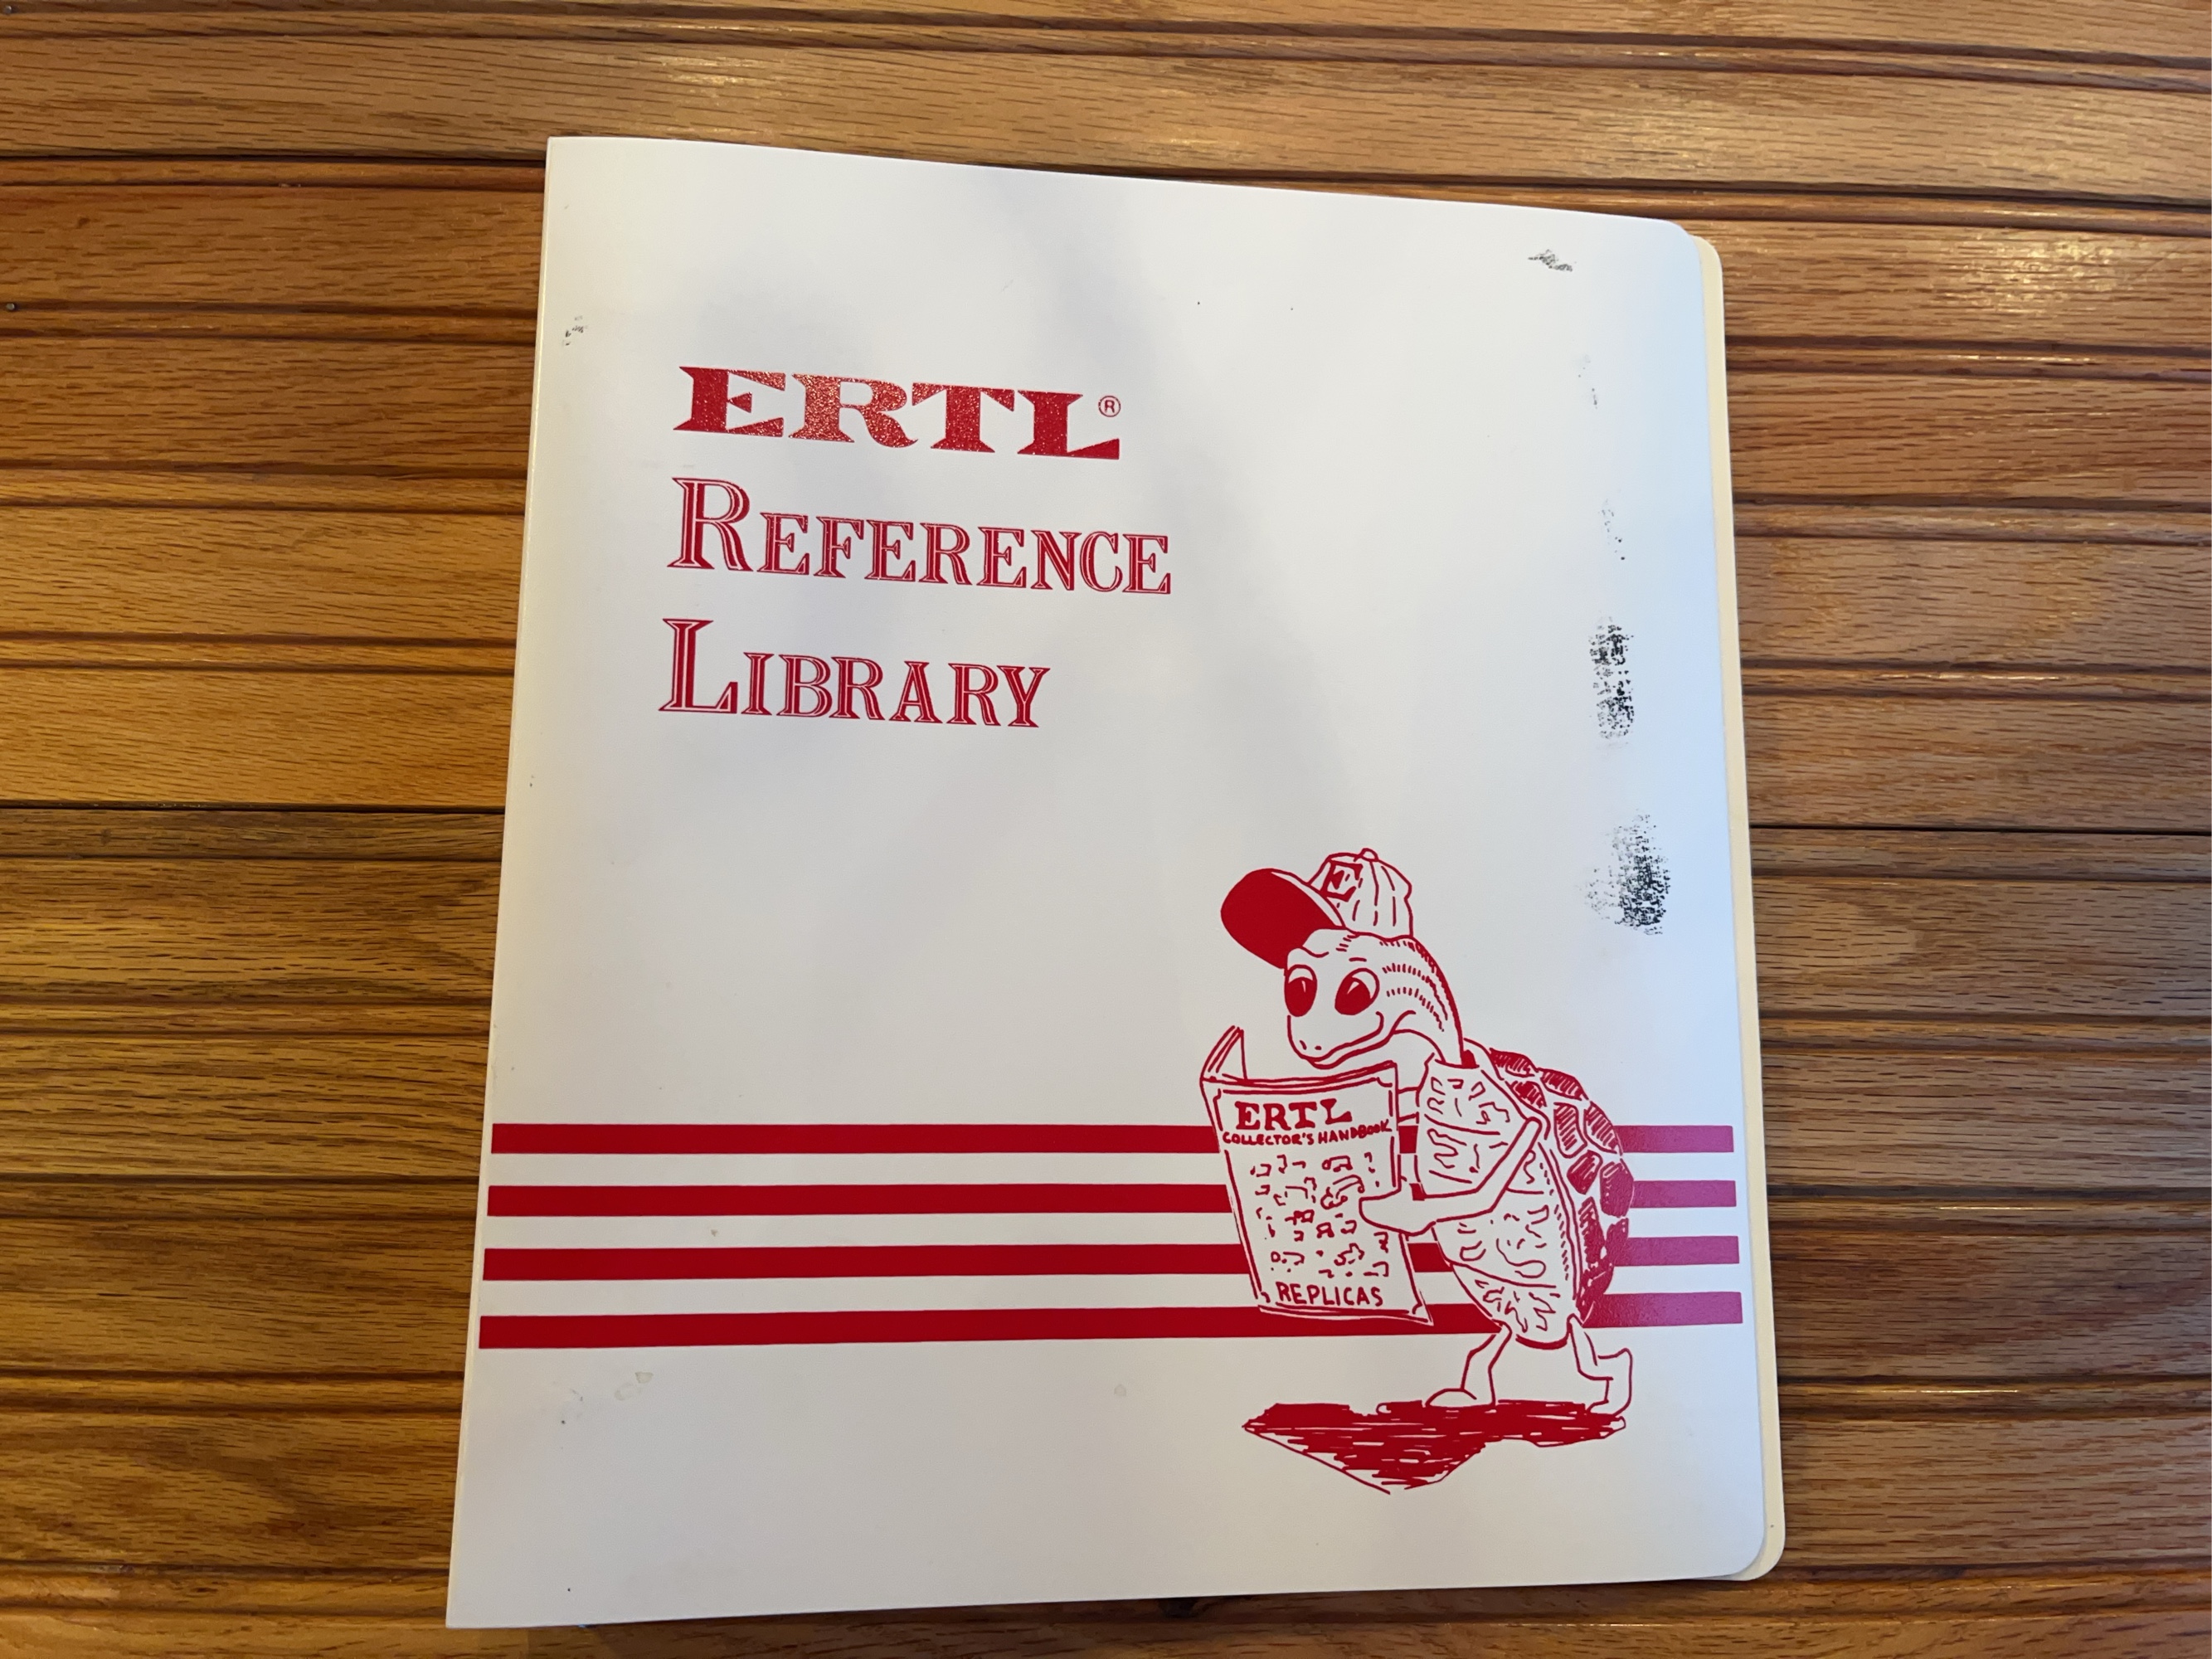 ERTL®
REFERENCE
LIBRARY
E
ERTL
COLLECTOR'S HANDBOOK
REPLICAS